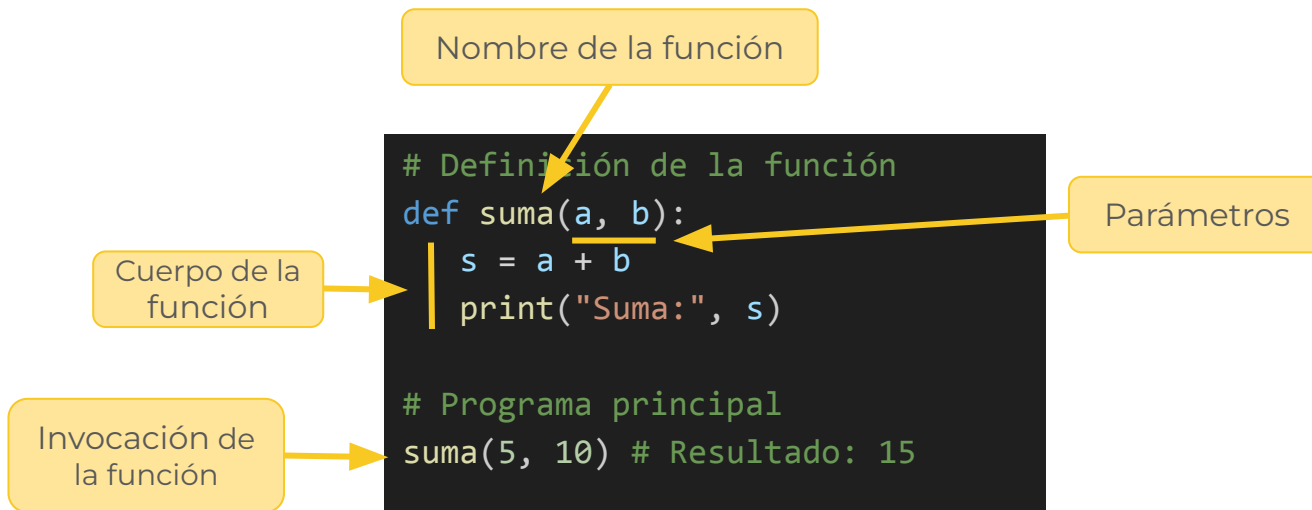 Nombre de la función
# Definición de la función
def suma(a, b):
Parámetros
s = a + b
print("Suma:", s)
Cuerpo de la
función
# Programa principal
suma(5, 10) # Resultado: 15
Invocación de
la función